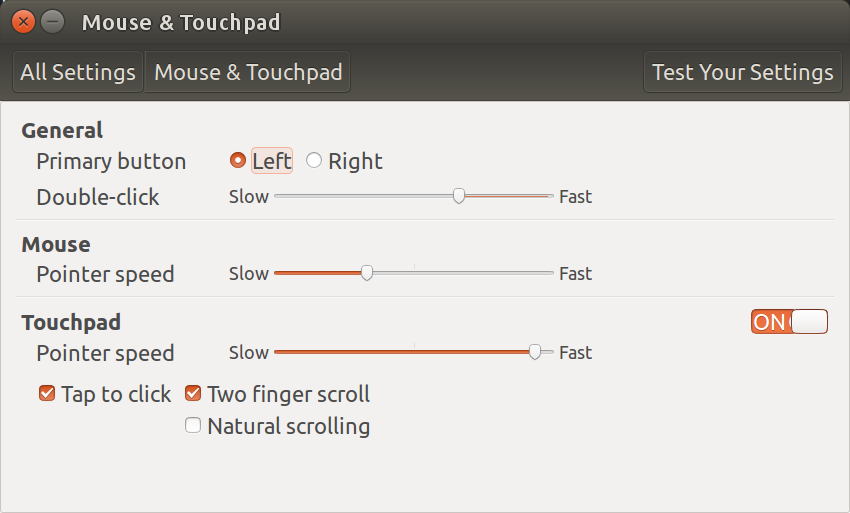 Mouse & Touchpad
All Settings Mouse & Touchpad Test Your Settings
General
Primary button Left Right
Double-click Slow Fast
Mouse
Pointer speed Slow Fast
Touchpad ON
Pointer speed Slow Fast
Tap to click Two finger scroll
Natural scrolling